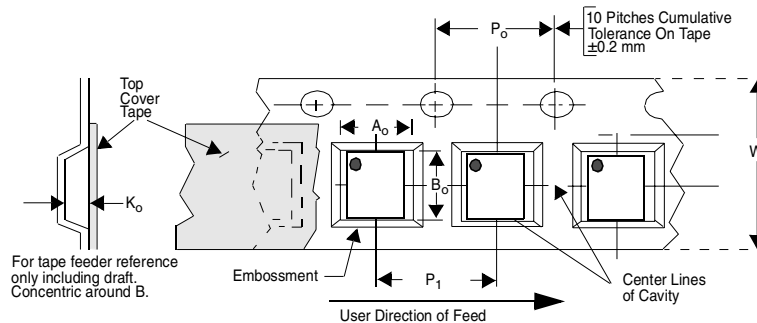 10 Pitches Cumulative
Tolerance On Tape
±0.2 mm
Po
Top
Cover
Tape
Ao
W
Bo
Ko
For tape feeder reference
only including draft.
Concentric around B.
Embossment
P1
Center Lines
of Cavity
User Direction of Feed